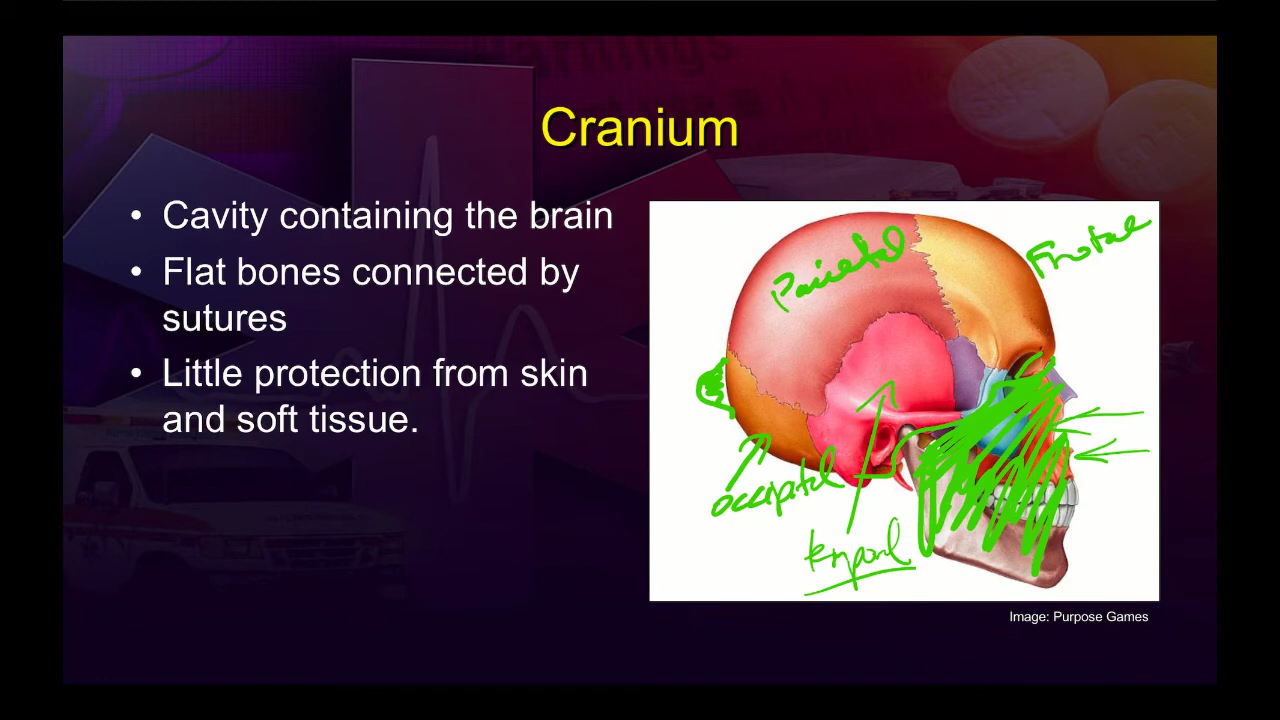 Cranium
• Cavity containing the brain
• Flat bones connected by
sutures
• Little protection from skin
and soft tissue.
Parietal
Frontal
occipital
Image: Purpose Games